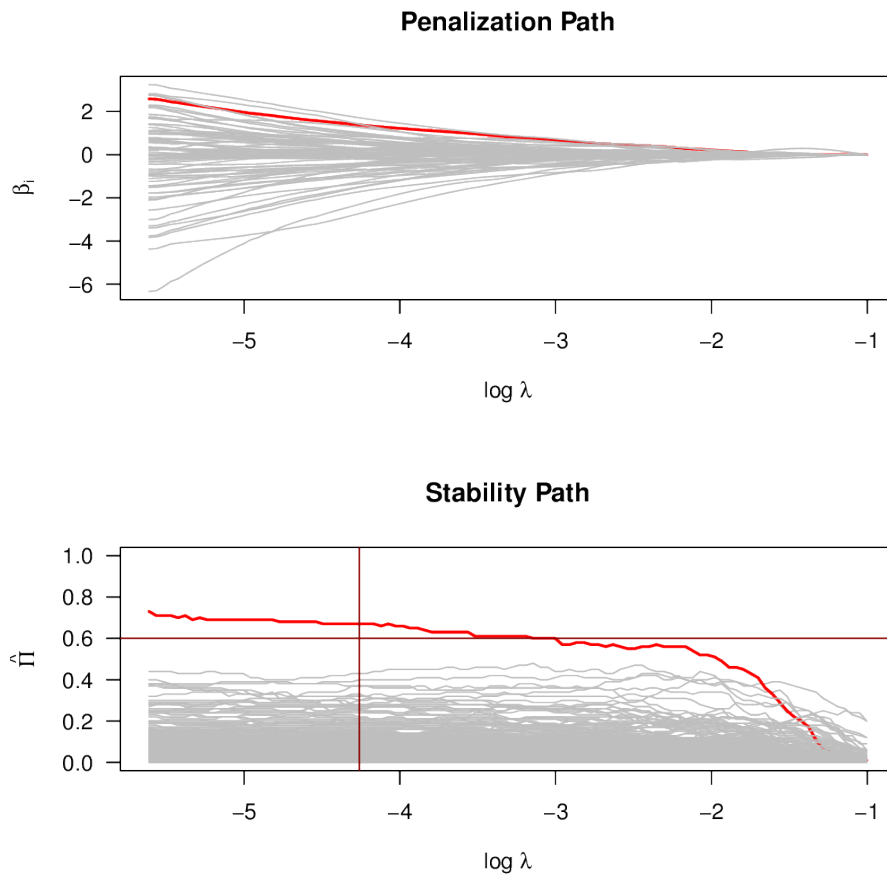 Penalization Path
βi
2
0
−2
−4
−6
−5 −4 −3 −2 −1
log λ
Stability Path
Π̂
1.0
0.8
0.6
0.4
0.2
0.0
−5 −4 −3 −2 −1
log λ